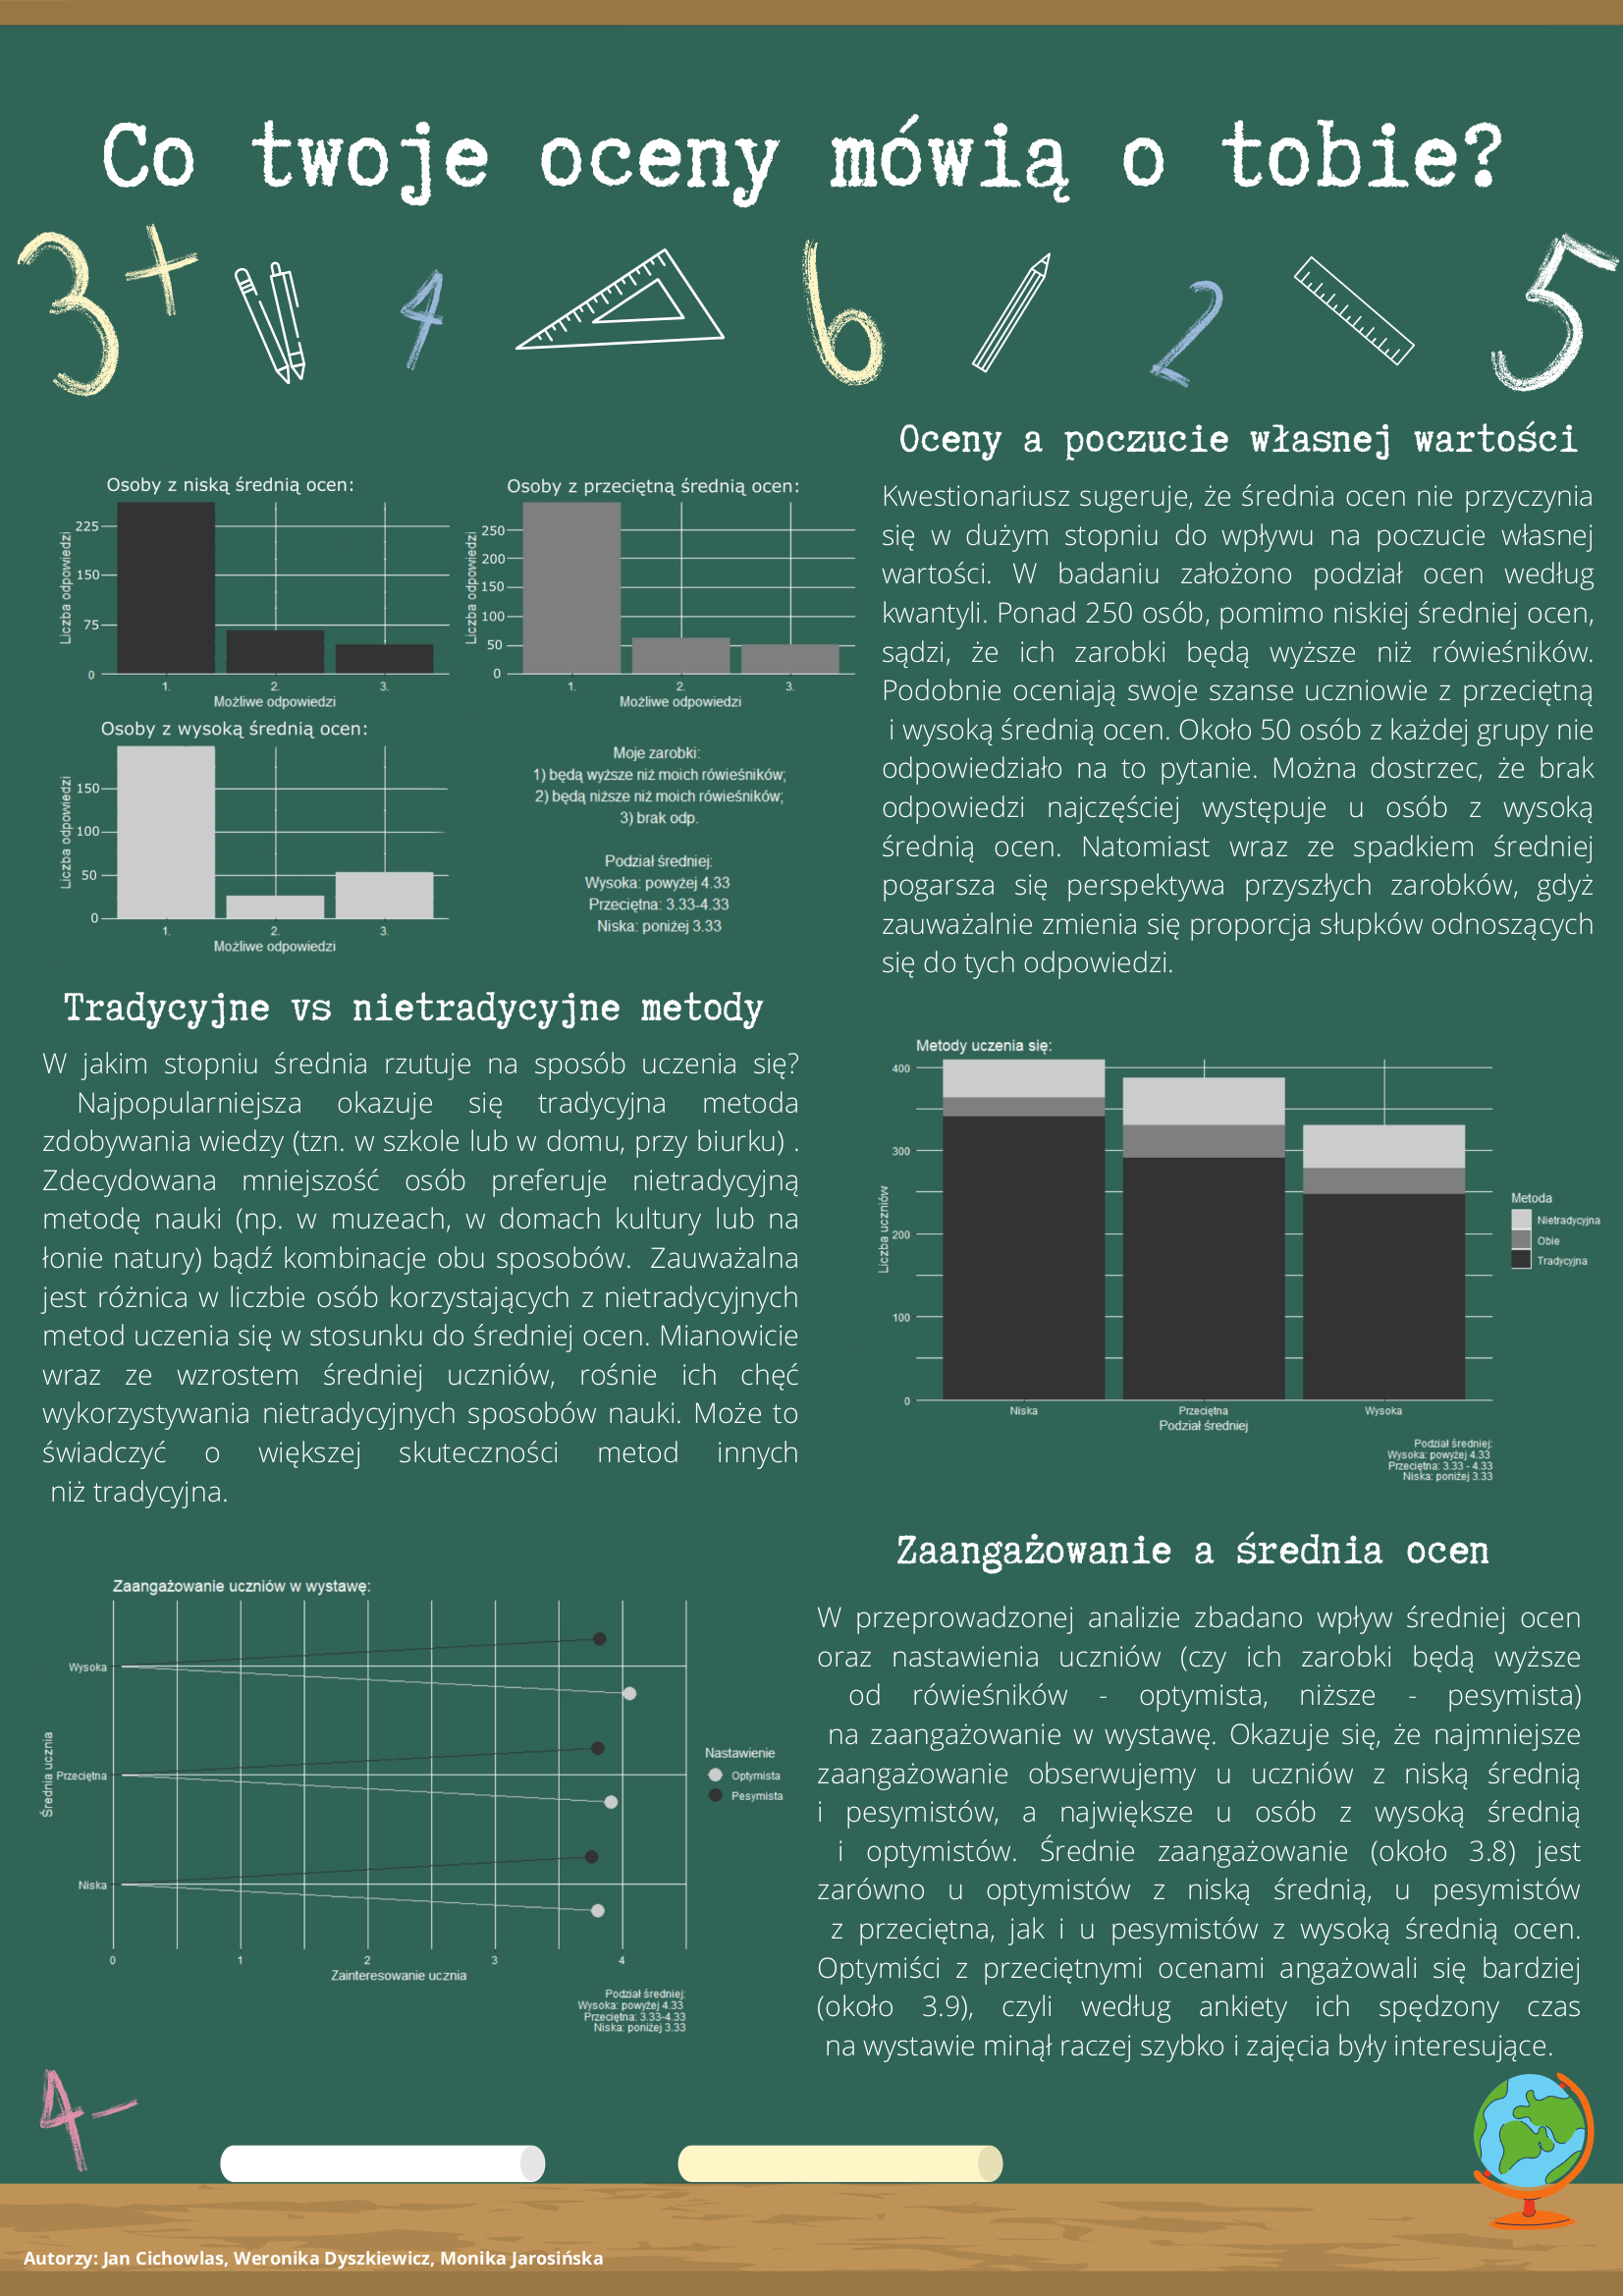 Co twoje oceny mówią o tobie?
3+
4
6
2
5
Osoby z niską średnią ocen:
Liczba odpowiedzi
225
150
75
0
1.
2.
3.
Możliwe odpowiedzi
Osoby z przeciętną średnią ocen:
Liczba odpowiedzi
250
200
150
100
50
0
1.
2.
3.
Możliwe odpowiedzi
Osoby z wysoką średnią ocen:
Liczba odpowiedzi
150
100
50
0
1.
2.
3.
Możliwe odpowiedzi
Moje zarobki:
1) będą wyższe niż moich rówieśników;
2) będą niższe niż moich rówieśników;
3) brak odp.
Podział średniej:
Wysoka: powyżej 4.33
Przeciętna: 3.33-4.33
Niska: poniżej 3.33
Oceny a poczucie własnej wartości
Kwestionariusz sugeruje, że średnia ocen nie przyczynia
się w dużym stopniu do wpływu na poczucie własnej
wartości. W badaniu założono podział ocen według
kwantyli. Ponad 250 osób, pomimo niskiej średniej ocen,
sądzi, że ich zarobki będą wyższe niż rówieśników.
Podobnie oceniają swoje szanse uczniowie z przeciętną
i wysoką średnią ocen. Około 50 osób z każdej grupy nie
odpowiedziało na to pytanie. Można dostrzec, że brak
odpowiedzi najczęściej występuje u osób z wysoką
średnią ocen. Natomiast wraz ze spadkiem średniej
pogarsza się perspektywa przyszłych zarobków, gdyż
zauważalnie zmienia się proporcja słupków odnoszących
się do tych odpowiedzi.
Tradycyjne vs nietradycyjne metody
W jakim stopniu średnia rzutuje na sposób uczenia się?
Najpopularniejsza okazuje się tradycyjna metoda
zdobywania wiedzy (tzn. w szkole lub w domu, przy biurku) .
Zdecydowana mniejszość osób preferuje nietradycyjną
metodę nauki (np. w muzeach, w domach kultury lub na
łonie natury) bądź kombinacje obu sposobów. Zauważalna
jest różnica w liczbie osób korzystających z nietradycyjnych
metod uczenia się w stosunku do średniej ocen. Mianowicie
wraz ze wzrostem średniej uczniów, rośnie ich chęć
wykorzystywania nietradycyjnych sposobów nauki. Może to
świadczyć o większej skuteczności metod innych
niż tradycyjna.
Metody uczenia się:
Liczba uczniów
400
300
200
100
0
Niska
Przeciętna
Wysoka
Podział średniej
Metoda
Nietradycyjna
Obie
Tradycyjna
Podział średniej:
Wysoka: powyżej 4.33
Przeciętna: 3.33 - 4.33
Niska: poniżej 3.33
Zaangażowanie uczniów w wystawę:
Średnia ucznia
Wysoka
Przeciętna
Niska
0
1
2
3
4
Zainteresowanie ucznia
Nastawienie
Optymista
Pesymista
Podział średniej:
Wysoka: powyżej 4.33
Przeciętna: 3.33-4.33
Niska: poniżej 3.33
Zaangażowanie a średnia ocen
W przeprowadzonej analizie zbadano wpływ średniej ocen
oraz nastawienia uczniów (czy ich zarobki będą wyższe
od rówieśników - optymista, niższe - pesymista)
na zaangażowanie w wystawę. Okazuje się, że najmniejsze
zaangażowanie obserwujemy u uczniów z niską średnią
i pesymistów, a największe u osób z wysoką średnią
i optymistów. Średnie zaangażowanie (około 3.8) jest
zarówno u optymistów z niską średnią, u pesymistów
z przeciętna, jak i u pesymistów z wysoką średnią ocen.
Optymiści z przeciętnymi ocenami angażowali się bardziej
(około 3.9), czyli według ankiety ich spędzony czas
na wystawie minął raczej szybko i zajęcia były interesujące.
4-
Autorzy: Jan Cichowlas, Weronika Dyszkiewicz, Monika Jarosińska